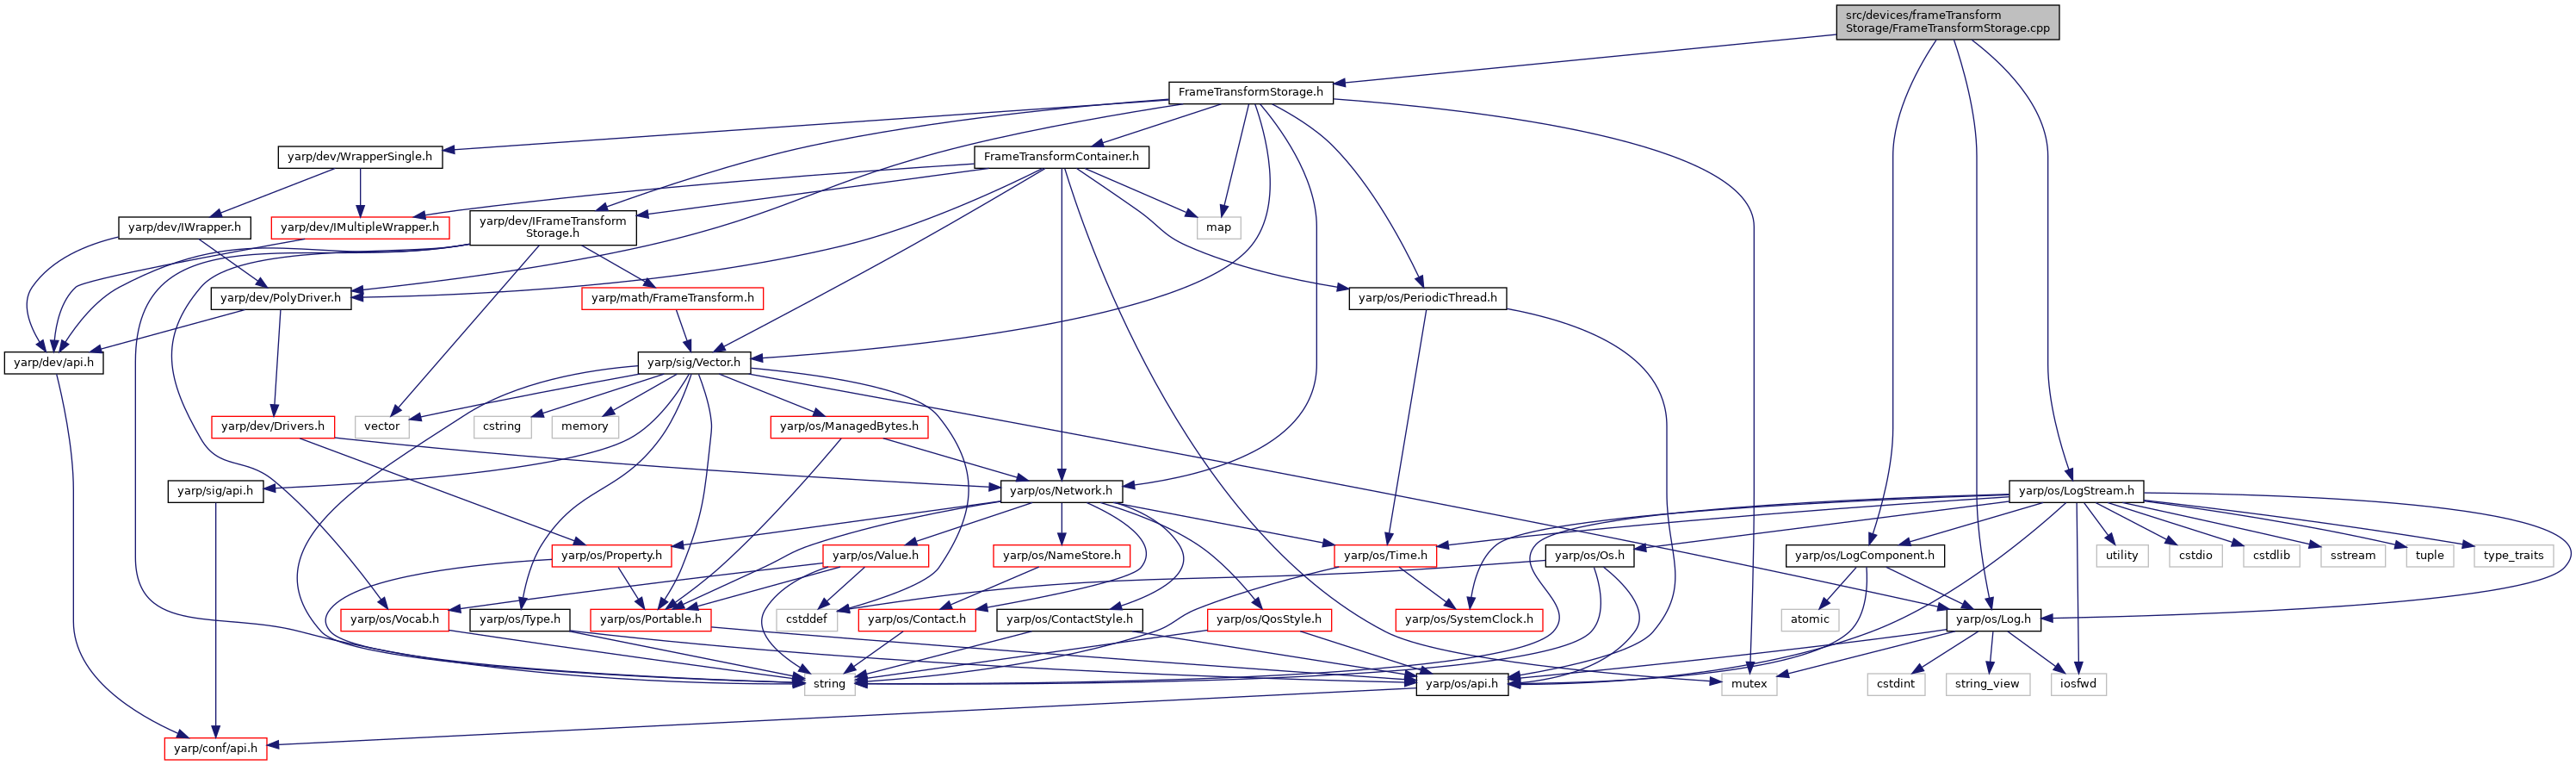 src/devices/frameTransform
Storage/FrameTransformStorage.cpp
FrameTransformStorage.h
yarp/dev/WrapperSingle.h
FrameTransformContainer.h
yarp/dev/IWrapper.h
yarp/dev/IMultipleWrapper.h
yarp/dev/IFrameTransform
Storage.h
map
yarp/dev/PolyDriver.h
yarp/math/FrameTransform.h
yarp/os/PeriodicThread.h
yarp/dev/api.h
yarp/sig/Vector.h
yarp/dev/Drivers.h
vector
cstring
memory
yarp/os/ManagedBytes.h
yarp/sig/api.h
yarp/os/Network.h
yarp/os/LogStream.h
yarp/os/Property.h
yarp/os/Value.h
yarp/os/NameStore.h
yarp/os/Time.h
yarp/os/Os.h
yarp/os/LogComponent.h
utility
cstdio
cstdlib
sstream
tuple
type_traits
yarp/os/Vocab.h
yarp/os/Type.h
yarp/os/Portable.h
cstddef
yarp/os/Contact.h
yarp/os/ContactStyle.h
yarp/os/QosStyle.h
yarp/os/SystemClock.h
atomic
yarp/os/Log.h
string
yarp/os/api.h
mutex
cstdint
string_view
iosfwd
yarp/conf/api.h